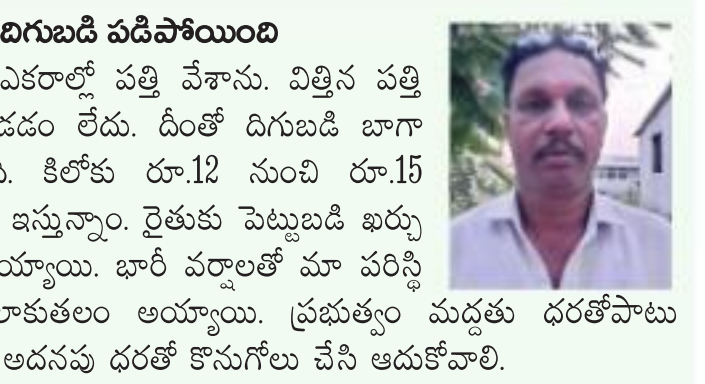 దిగుబడి పడిపోయింది
ఎకరాల్లో పత్తి వేశాను. విత్తిన పత్తి
డడం లేదు. దీంతో దిగుబడి బాగా
కిలోకు రూ.12 నుంచి రూ.15
ఇస్తున్నాం. రైతుకు పెట్టుబడి ఖర్చు
య్యాయి. భారీ వర్షాలతో మా పరిస్థి
లాకుతలం అయ్యాయి. ప్రభుత్వం మద్దతు ధరతోపాటు
అదనపు ధరతో కొనుగోలు చేసి ఆదుకోవాలి.